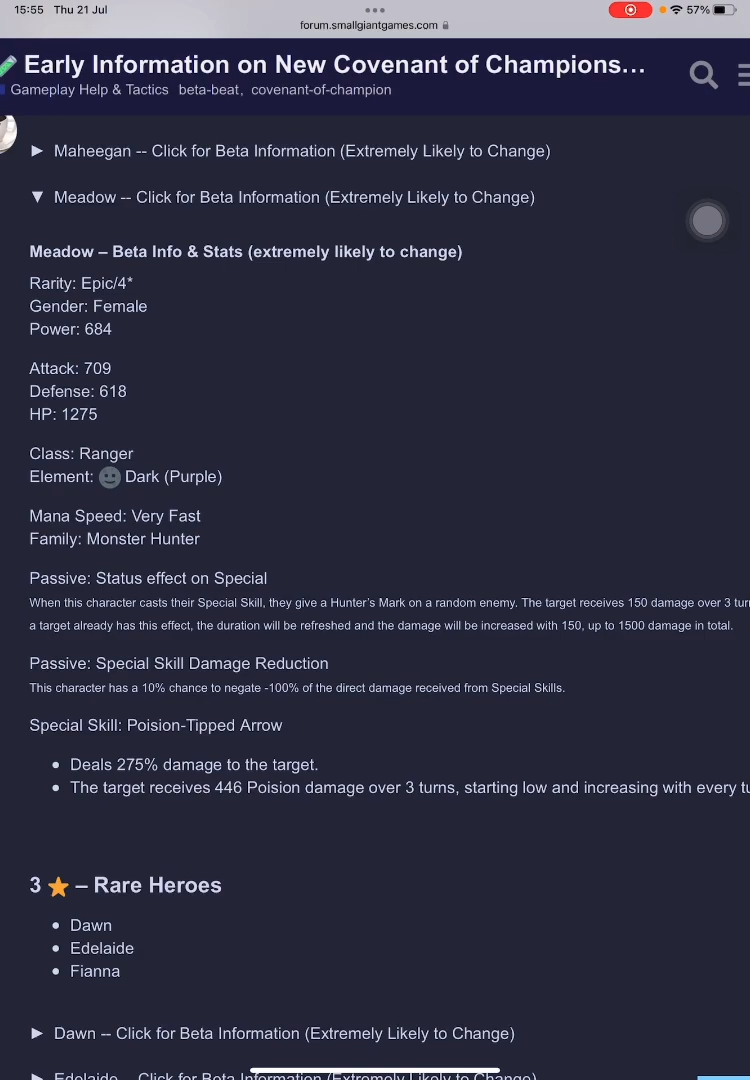 15:55 Thu 21 Jul
57%
forum.smallgiantgames.com
Early Information on New Covenant of Champions...
Gameplay Help & Tactics beta-beat, covenant-of-champion
► Maheegan -- Click for Beta Information (Extremely Likely to Change)
▼ Meadow -- Click for Beta Information (Extremely Likely to Change)
Meadow – Beta Info & Stats (extremely likely to change)
Rarity: Epic/4*
Gender: Female
Power: 684
Attack: 709
Defense: 618
HP: 1275
Class: Ranger
Element: Dark (Purple)
Mana Speed: Very Fast
Family: Monster Hunter
Passive: Status effect on Special
When this character casts their Special Skill, they give a Hunter's Mark on a random enemy. The target receives 150 damage over 3
a target already has this effect, the duration will be refreshed and the damage will be increased with 150, up to 1500 damage in total.
Passive: Special Skill Damage Reduction
This character has a 10% chance to negate -100% of the direct damage received from Special Skills.
Special Skill: Poision-Tipped Arrow
• Deals 275% damage to the target.
• The target receives 446 Poision damage over 3 turns, starting low and increasing with every
3 ⭐ – Rare Heroes
• Dawn
• Edelaide
• Fianna
► Dawn -- Click for Beta Information (Extremely Likely to Change)
► Edelaide -- Click for Beta Information (Extremely Likely to Change)